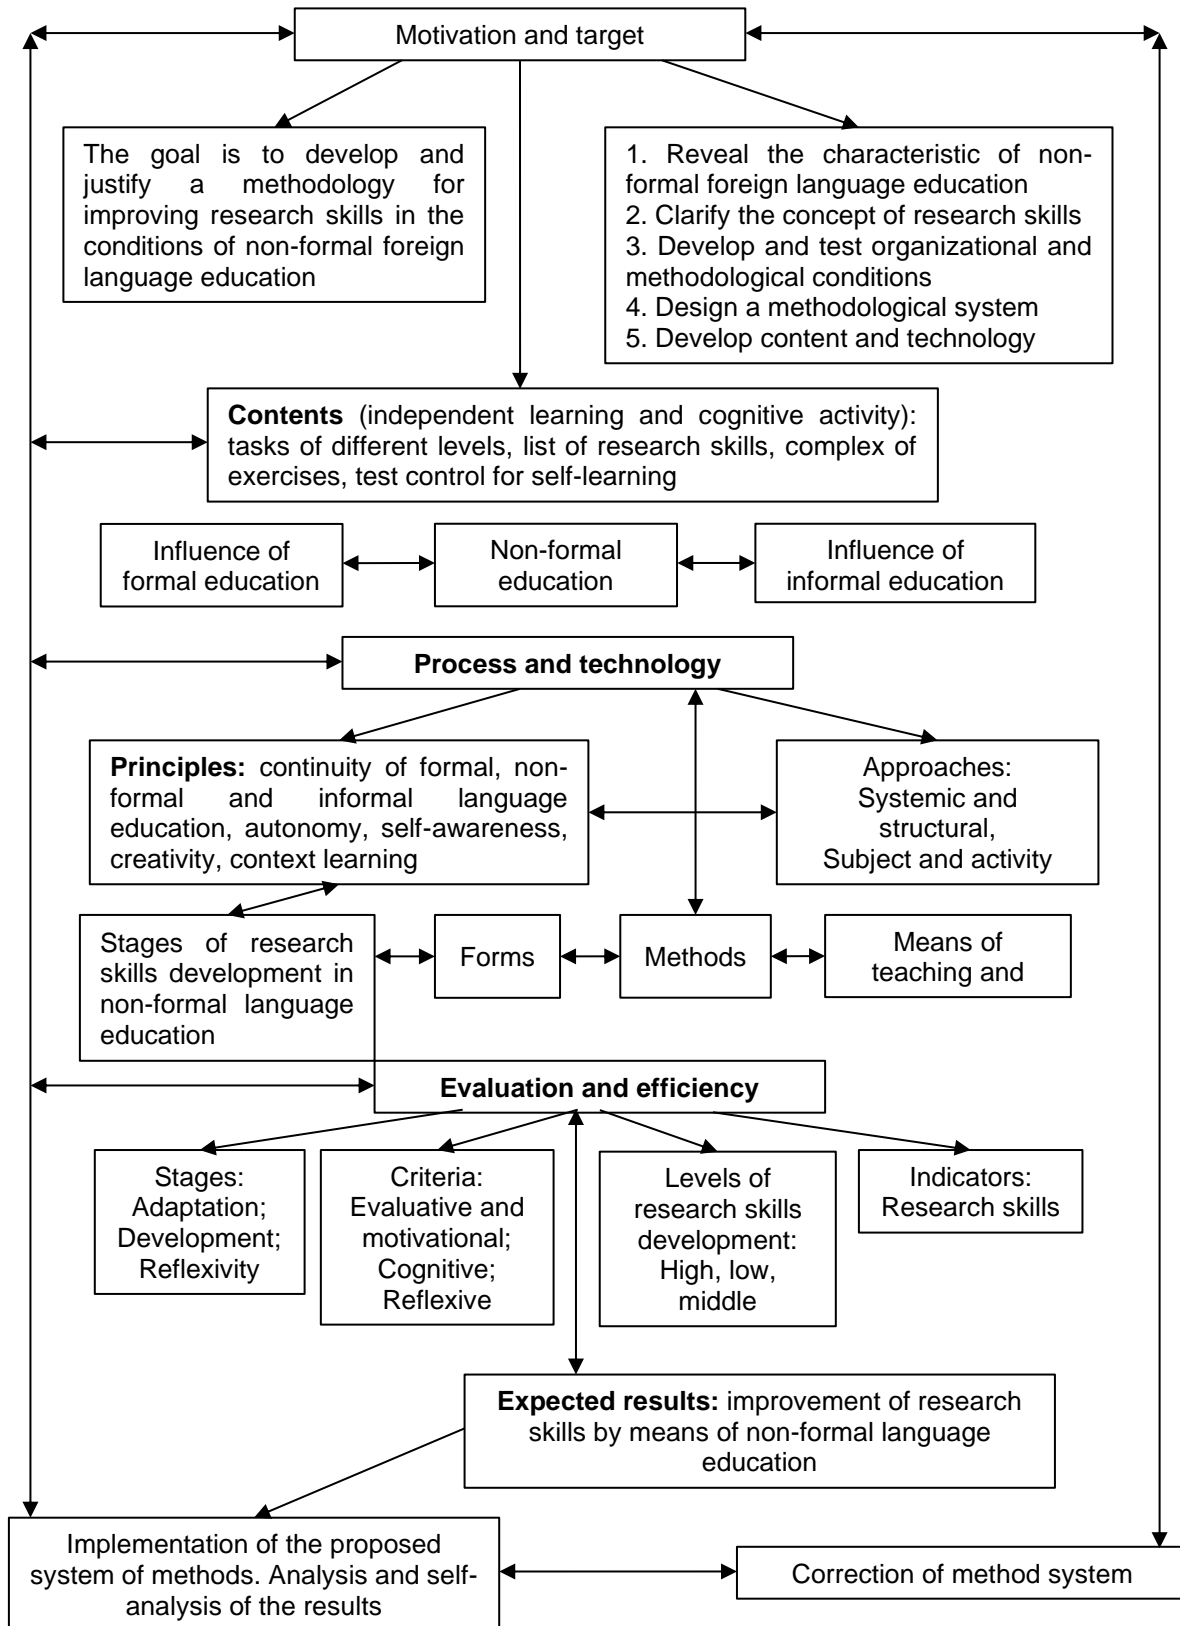 Motivation and target
The goal is to develop and
justify a methodology for
improving research skills in the
conditions of non-formal foreign
language education
1. Reveal the characteristic of non-
formal foreign language education
2. Clarify the concept of research skills
3. Develop and test organizational and
methodological conditions
4. Design a methodological system
5. Develop content and technology
Contents (independent learning and cognitive activity):
tasks of different levels, list of research skills, complex of
exercises, test control for self-learning
Influence of
formal education
Non-formal
education
Influence of
informal education
Process and technology
Principles: continuity of formal, non-
formal and informal language
education, autonomy, self-awareness,
creativity, context learning
Approaches:
Systemic and
structural,
Subject and activity
Stages of research
skills development in
non-formal language
education
Forms
Methods
Means of
teaching and
Evaluation and efficiency
Stages:
Adaptation;
Development;
Reflexivity
Criteria:
Evaluative and
motivational;
Cognitive;
Reflexive
Levels of
research skills
development:
High, low,
middle
Indicators:
Research skills
Expected results: improvement of research
skills by means of non-formal language
education
Implementation of the proposed
system of methods. Analysis and self-
analysis of the results
Correction of method system